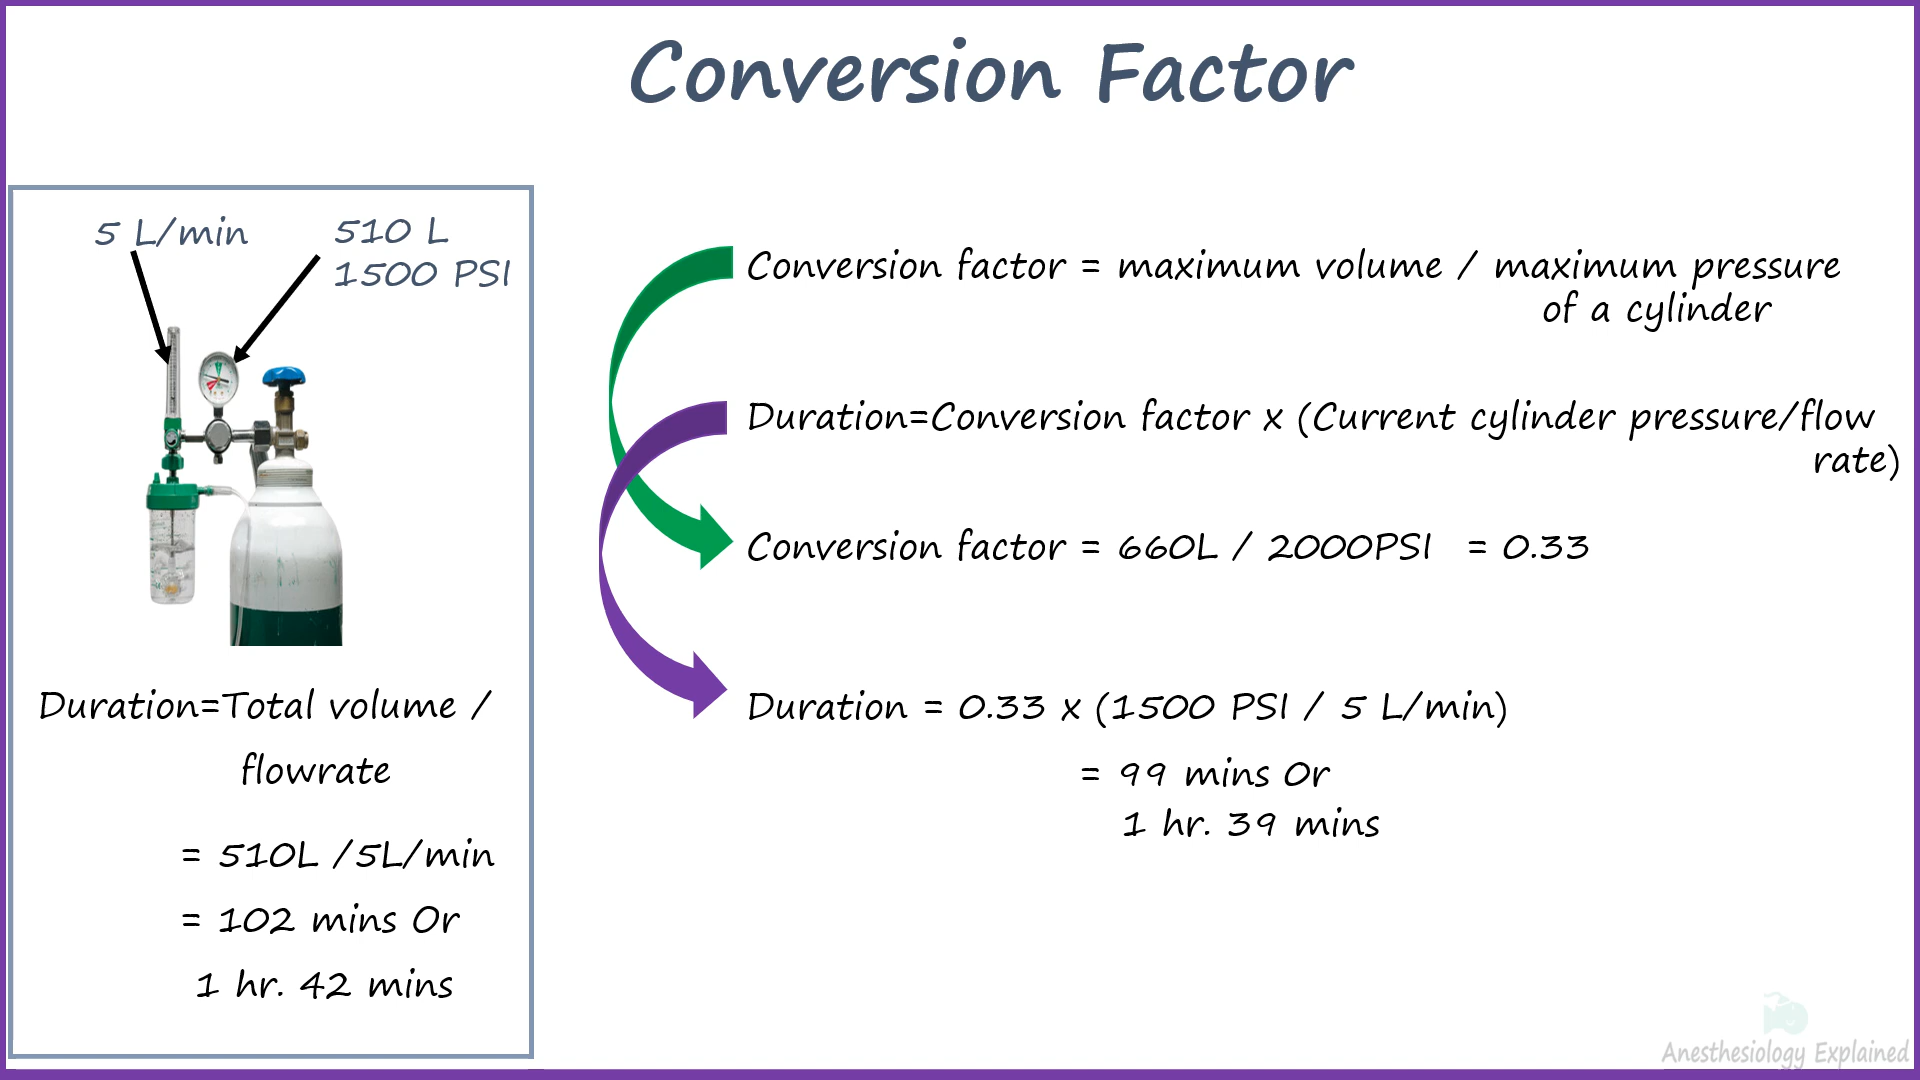 Conversion Factor
5 L/min
510 L
1500 PSI
Duration=Total volume /
flowrate
= 510L /5L/min
= 102 mins Or
1 hr. 42 mins
Conversion factor = maximum volume / maximum pressure
of a cylinder
Duration=Conversion factor x (Current cylinder pressure/flow
rate)
Conversion factor = 660L / 2000PSI = 0.33
Duration = 0.33 x (1500 PSI / 5 L/min)
= 99 mins Or
1 hr. 39 mins
Anesthesiology Explained